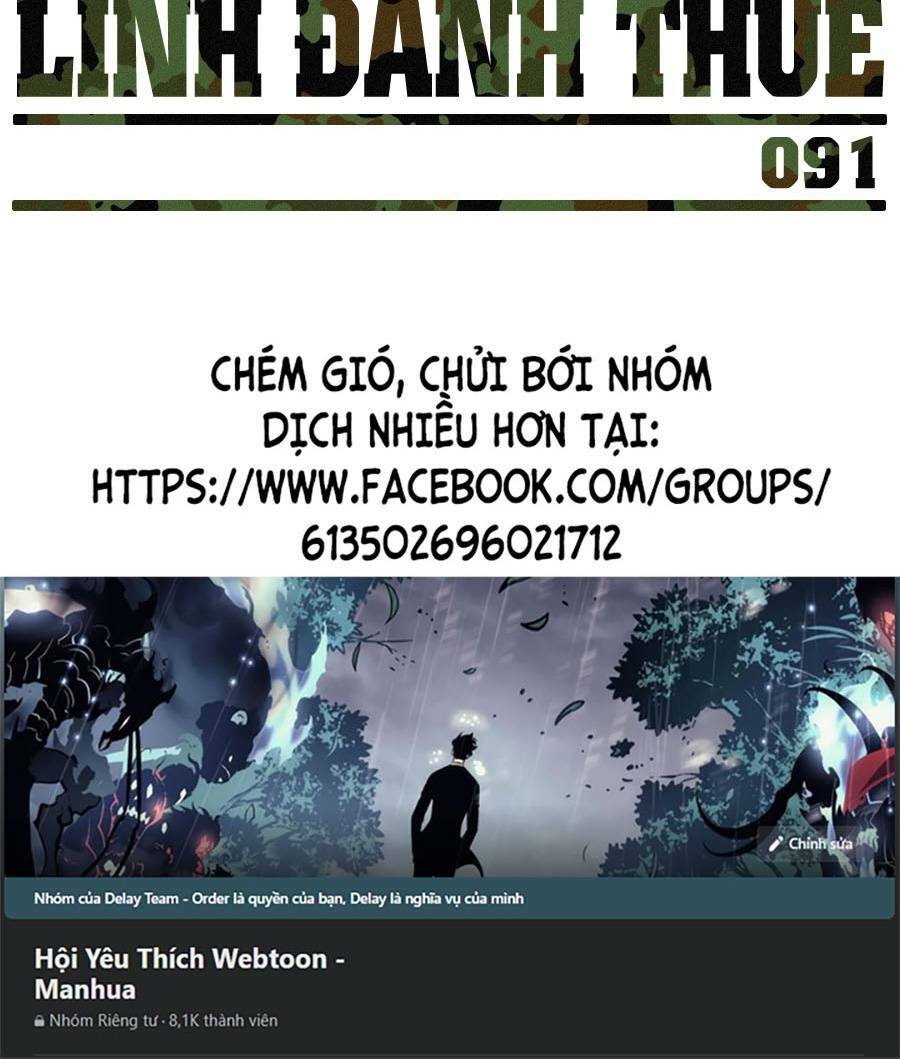 LÍNH ĐÁNH THUÊ
091
CHÉM GIÓ, CHỬI BỚI NHÓM
DỊCH NHIỀU HƠN TẠI:
HTTPS://WWW.FACEBOOK.COM/GROUPS/
613502696021712
Chỉnh sửa
Nhóm của Delay Team - Order là quyền của bạn, Delay là nghĩa vụ của mình
Hội Yêu Thích Webtoon -
Manhua
Nhóm Riêng tư · 8,1K thành viên